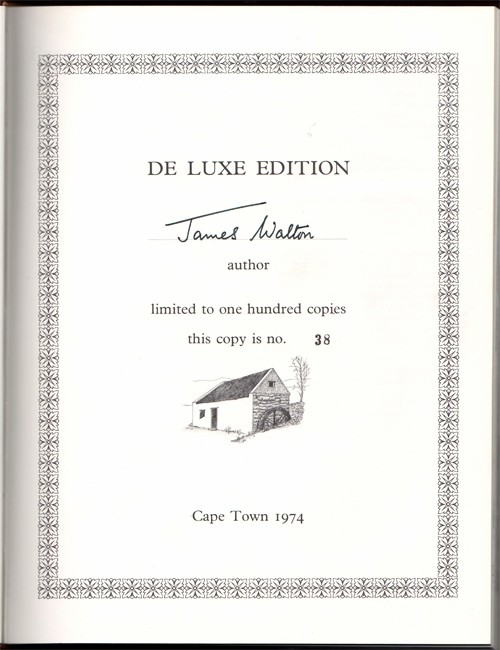 DE LUXE EDITION
James Walton
author
limited to one hundred copies
this copy is no. 38
Cape Town 1974